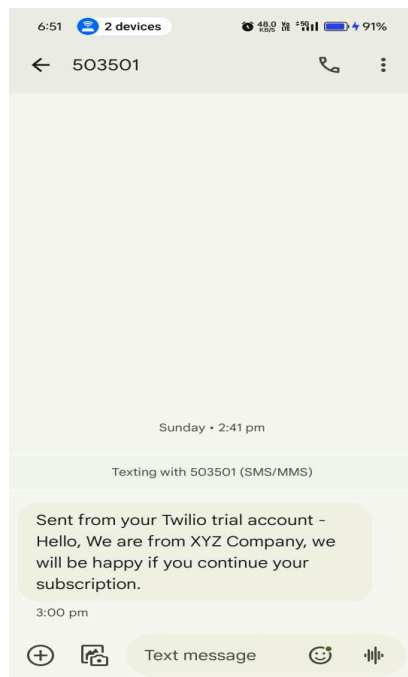 6:51 2 devices 48.0 KB/S 5G 91%
503501
Sunday • 2:41 pm
Texting with 503501 (SMS/MMS)
Sent from your Twilio trial account -
Hello, We are from XYZ Company, we
will be happy if you continue your
subscription.
3:00 pm
Text message